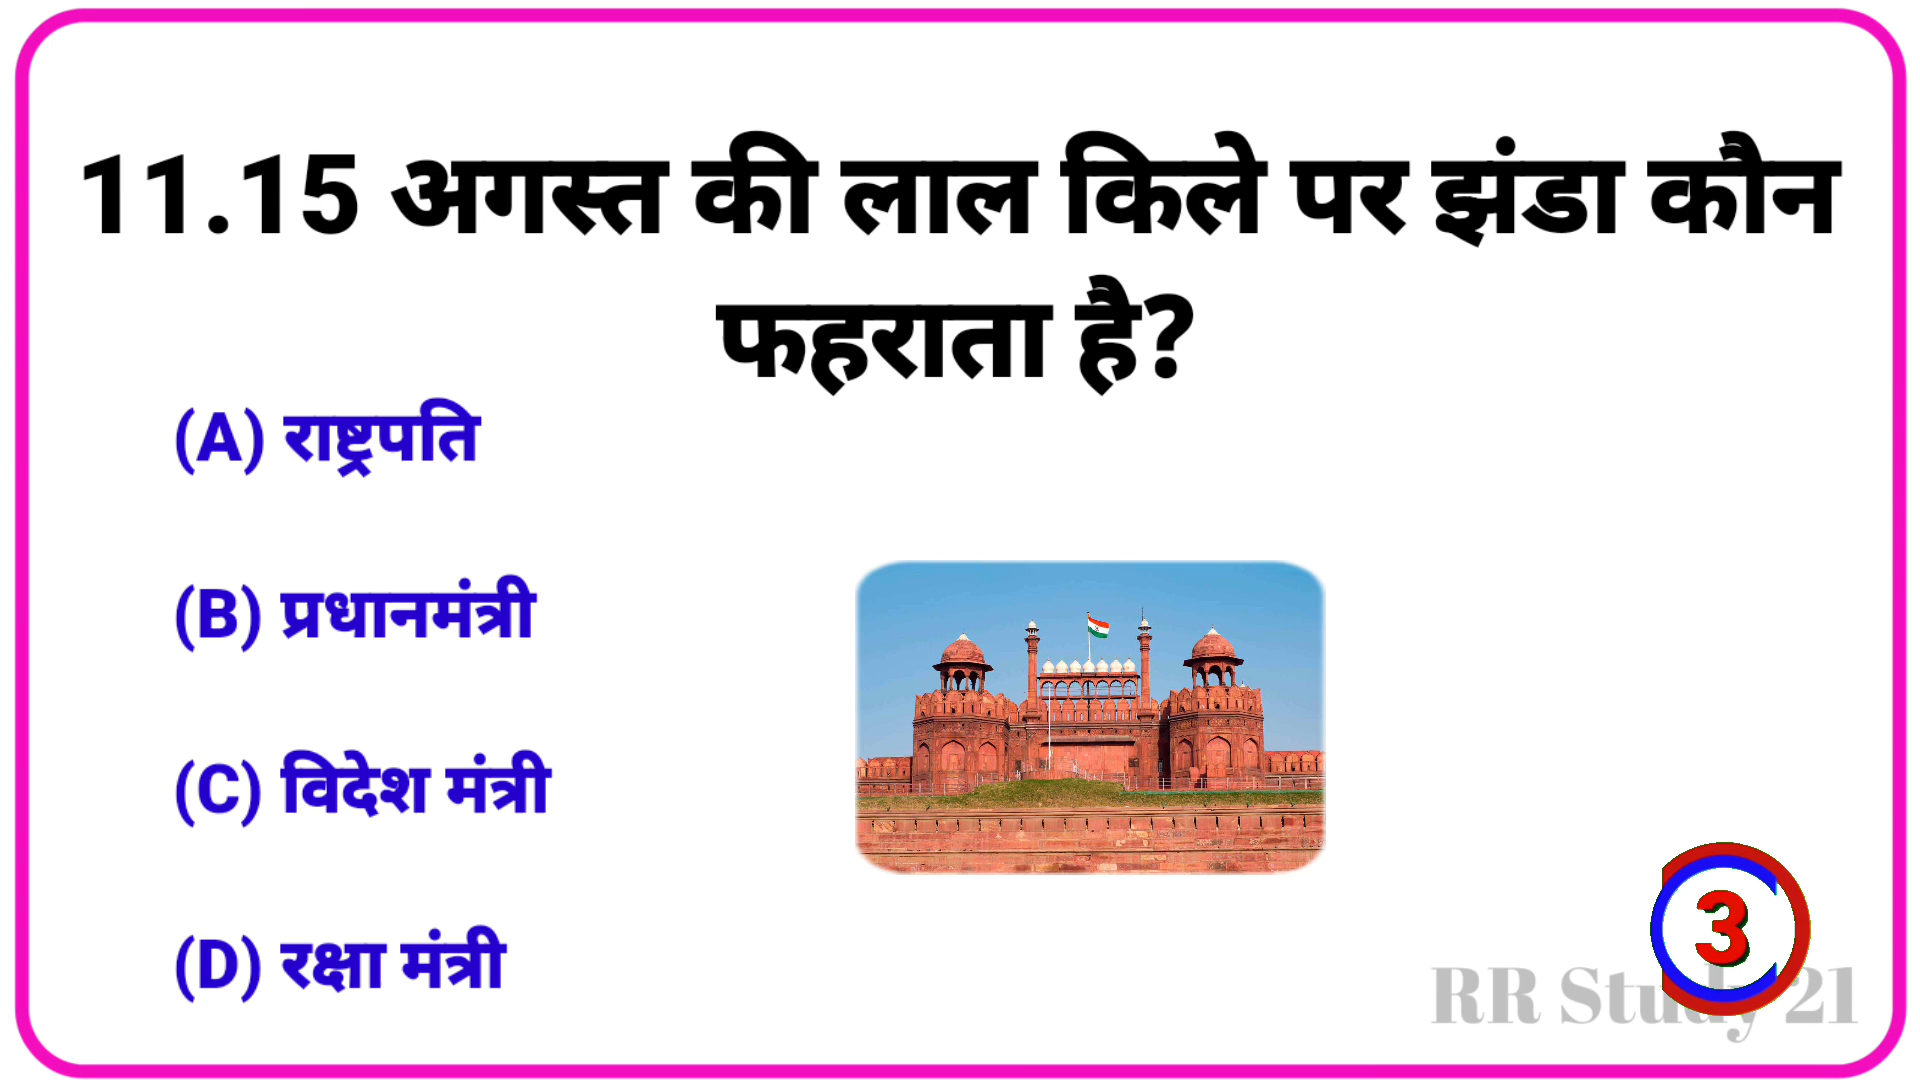 11.15 अगस्त की लाल किले पर झंडा कौन
फहराता है?
(A) राष्ट्रपति
(B) प्रधानमंत्री
(C) विदेश मंत्री
(D) रक्षा मंत्री
3
RR Study 21